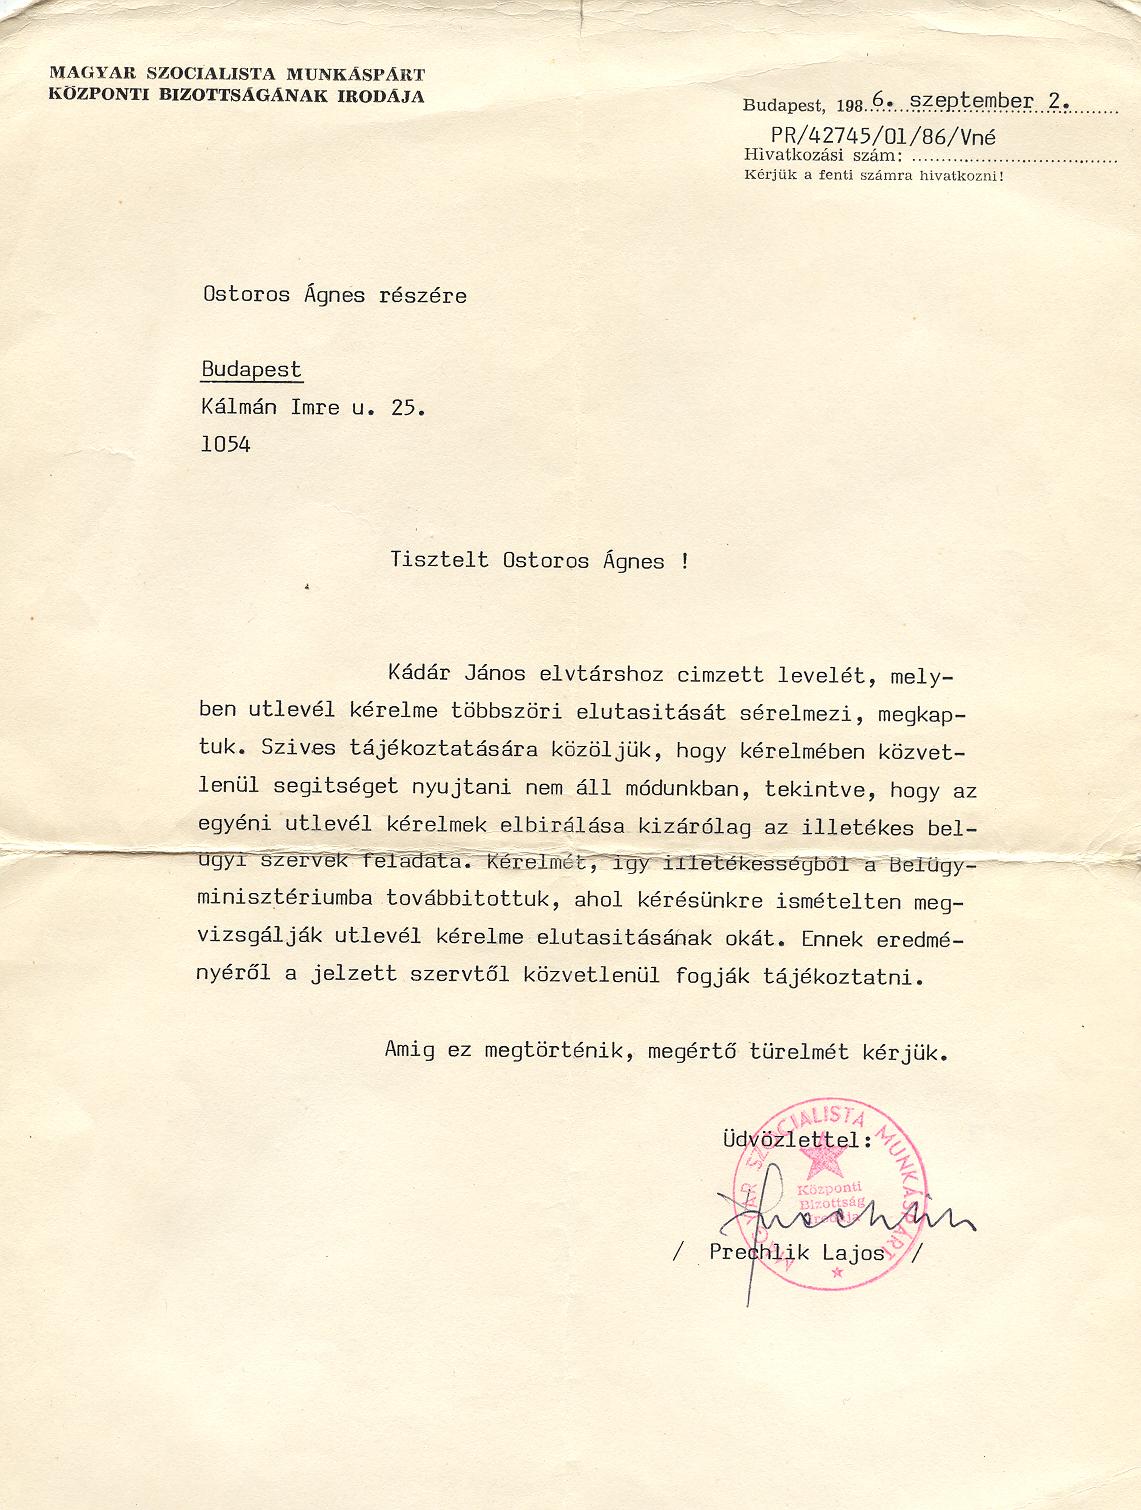 MAGYAR SZOCIALISTA MUNKÁSPÁRT
KÖZPONTI BIZOTTSÁGÁNAK IRODÁJA
Budapest, 1986. szeptember 2.
PR/42745/01/86/Vné
Hivatkozási szám: ........................................
Kérjük a fenti számra hivatkozni!
Ostoros Ágnes részére
Budapest
Kálmán Imre u. 25.
1054
Tisztelt Ostoros Ágnes !
Kádár János elvtárshoz cimzett levelét, mely-
ben utlevél kérelme többszöri elutasitását sérelmezi, megkap-
tuk. Szives tájékoztatására közöljük, hogy kérelmében közvet-
lenül segitséget nyujtani nem áll módunkban, tekintve, hogy az
egyéni utlevél kérelmek elbirálása kizárólag az illetékes bel-
ügyi szervek feladata. Kérelmét, igy illetékességből a Belügy-
minisztériumba továbbitottuk, ahol kérésünkre ismételten meg-
vizsgálják utlevél kérelme elutasitásának okát. Ennek eredmé-
nyéről a jelzett szervtől közvetlenül fogják tájékoztatni.
Amig ez megtörténik, megértő türelmét kérjük.
Üdvözlettel:
MAGYAR SZOCIALISTA MUNKÁSPÁRT
Központi
Bizottság
Irodája
/ Prechlik Lajos /